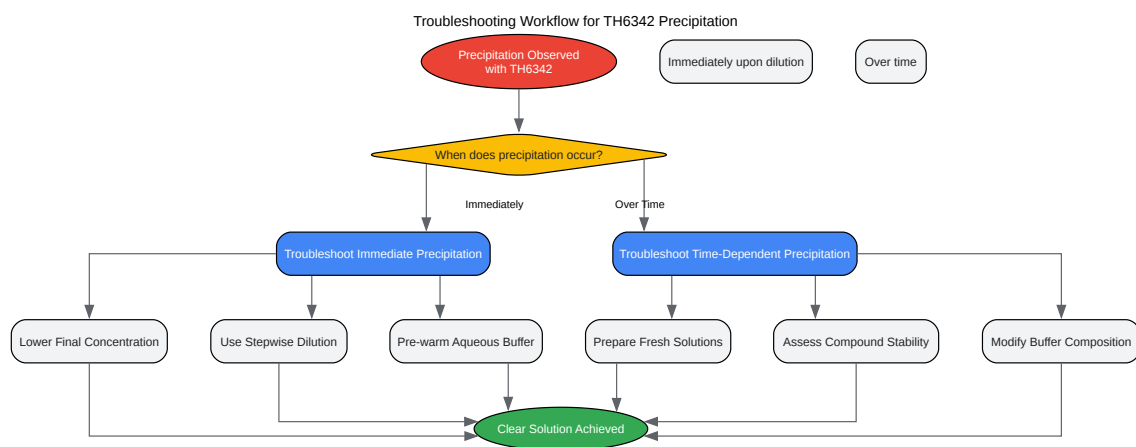 Troubleshooting Workflow for TH6342 Precipitation
Precipitation Observed
with TH6342
Immediately upon dilution
Over time
When does precipitation occur?
Immediately
Over Time
Troubleshoot Immediate Precipitation
Troubleshoot Time-Dependent Precipitation
Lower Final Concentration
Use Stepwise Dilution
Pre-warm Aqueous Buffer
Prepare Fresh Solutions
Assess Compound Stability
Modify Buffer Composition
Clear Solution Achieved